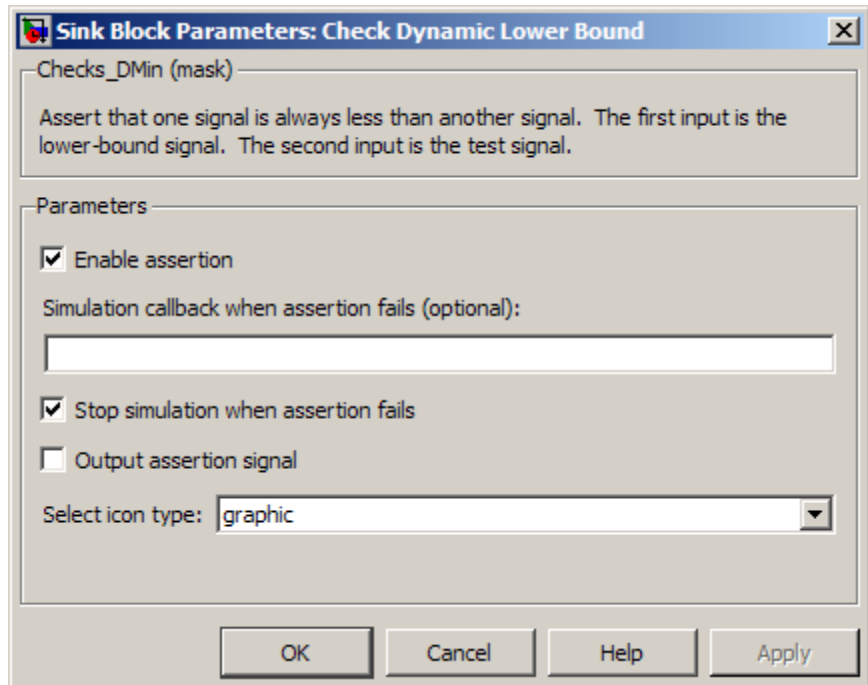 Sink Block Parameters: Check Dynamic Lower Bound
Checks_DMin (mask)
Assert that one signal is always less than another signal.  The first input is the
lower-bound signal.  The second input is the test signal.
Parameters
Enable assertion
Simulation callback when assertion fails (optional):
Stop simulation when assertion fails
Output assertion signal
Select icon type: graphic
OK Cancel Help Apply